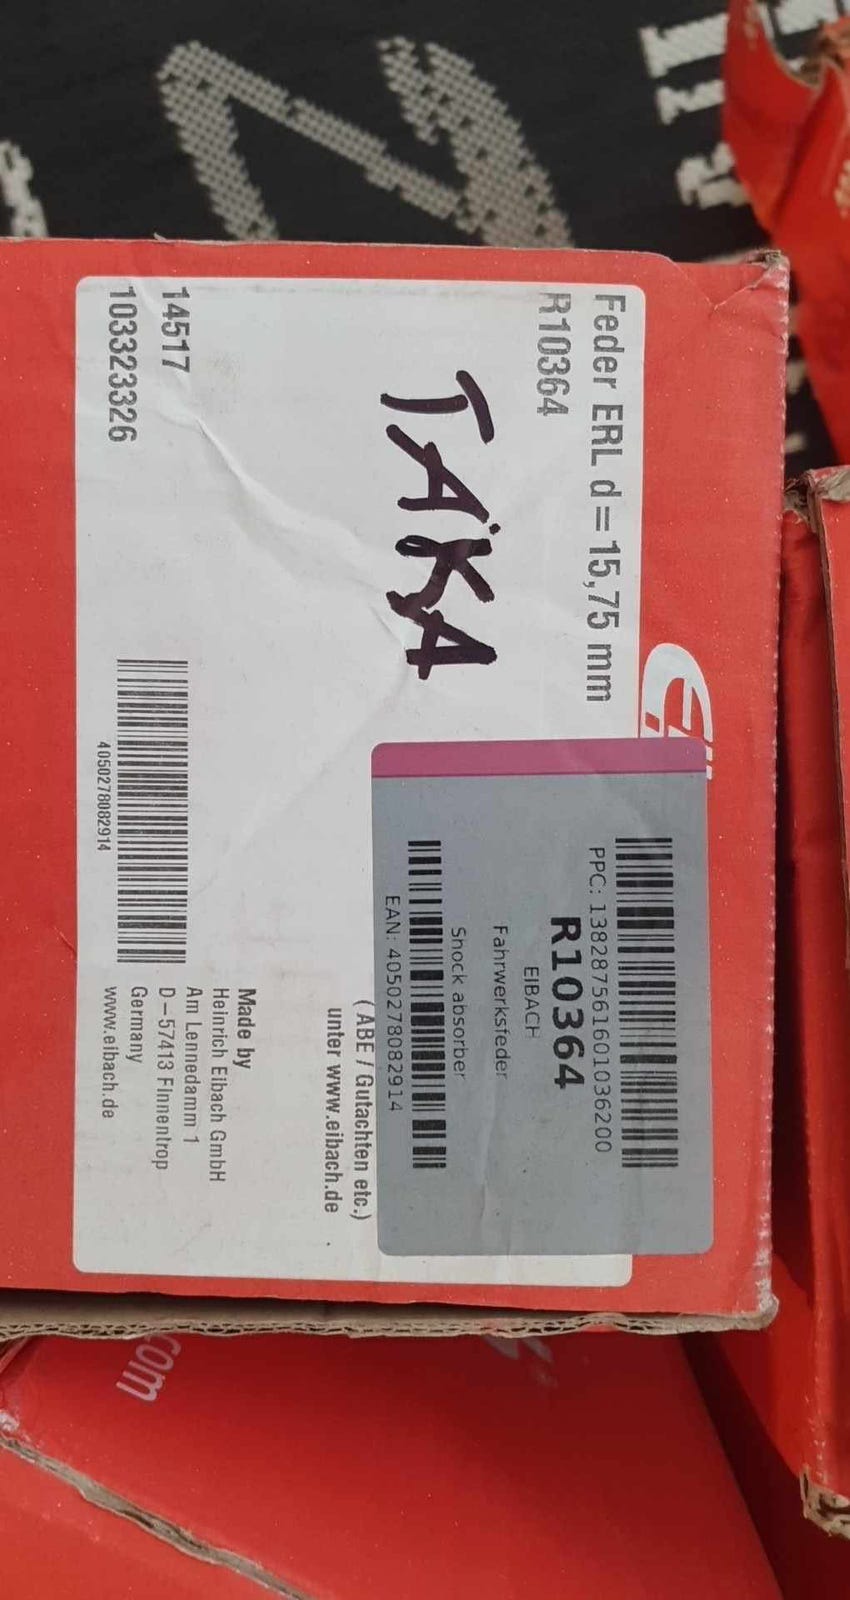 Feder ERL d=15,75 mm
R10364
TAKA
14517
103323326
4050278082914
PPC: 1382875616010362​00
R10364
EIBACH
Fahrwerksfeder
Shock absorber
EAN: 4050278082914
( ABE / Gutachten etc.)
unter www.eibach.de
Made by
Heinrich Eibach GmbH
Am Lennedamm 1
D-57413 Finnentrop
Germany
www.eibach.de
.com